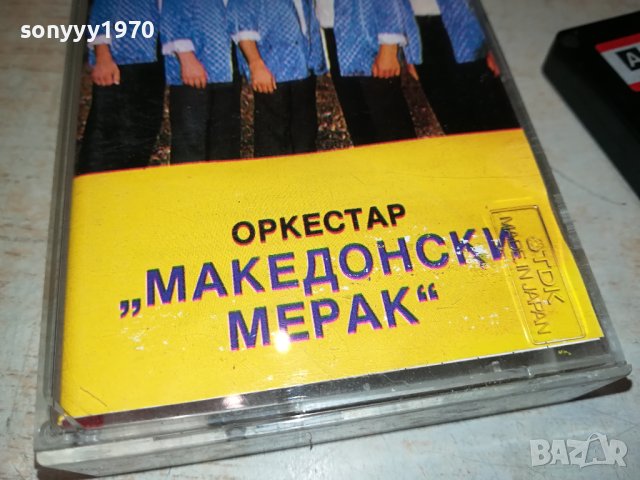 sonyyy1970
A
ОРКЕСТАР
„МАКЕДОНСКИ
МЕРАК“
TDK
MADE IN JAPAN
BAZAR